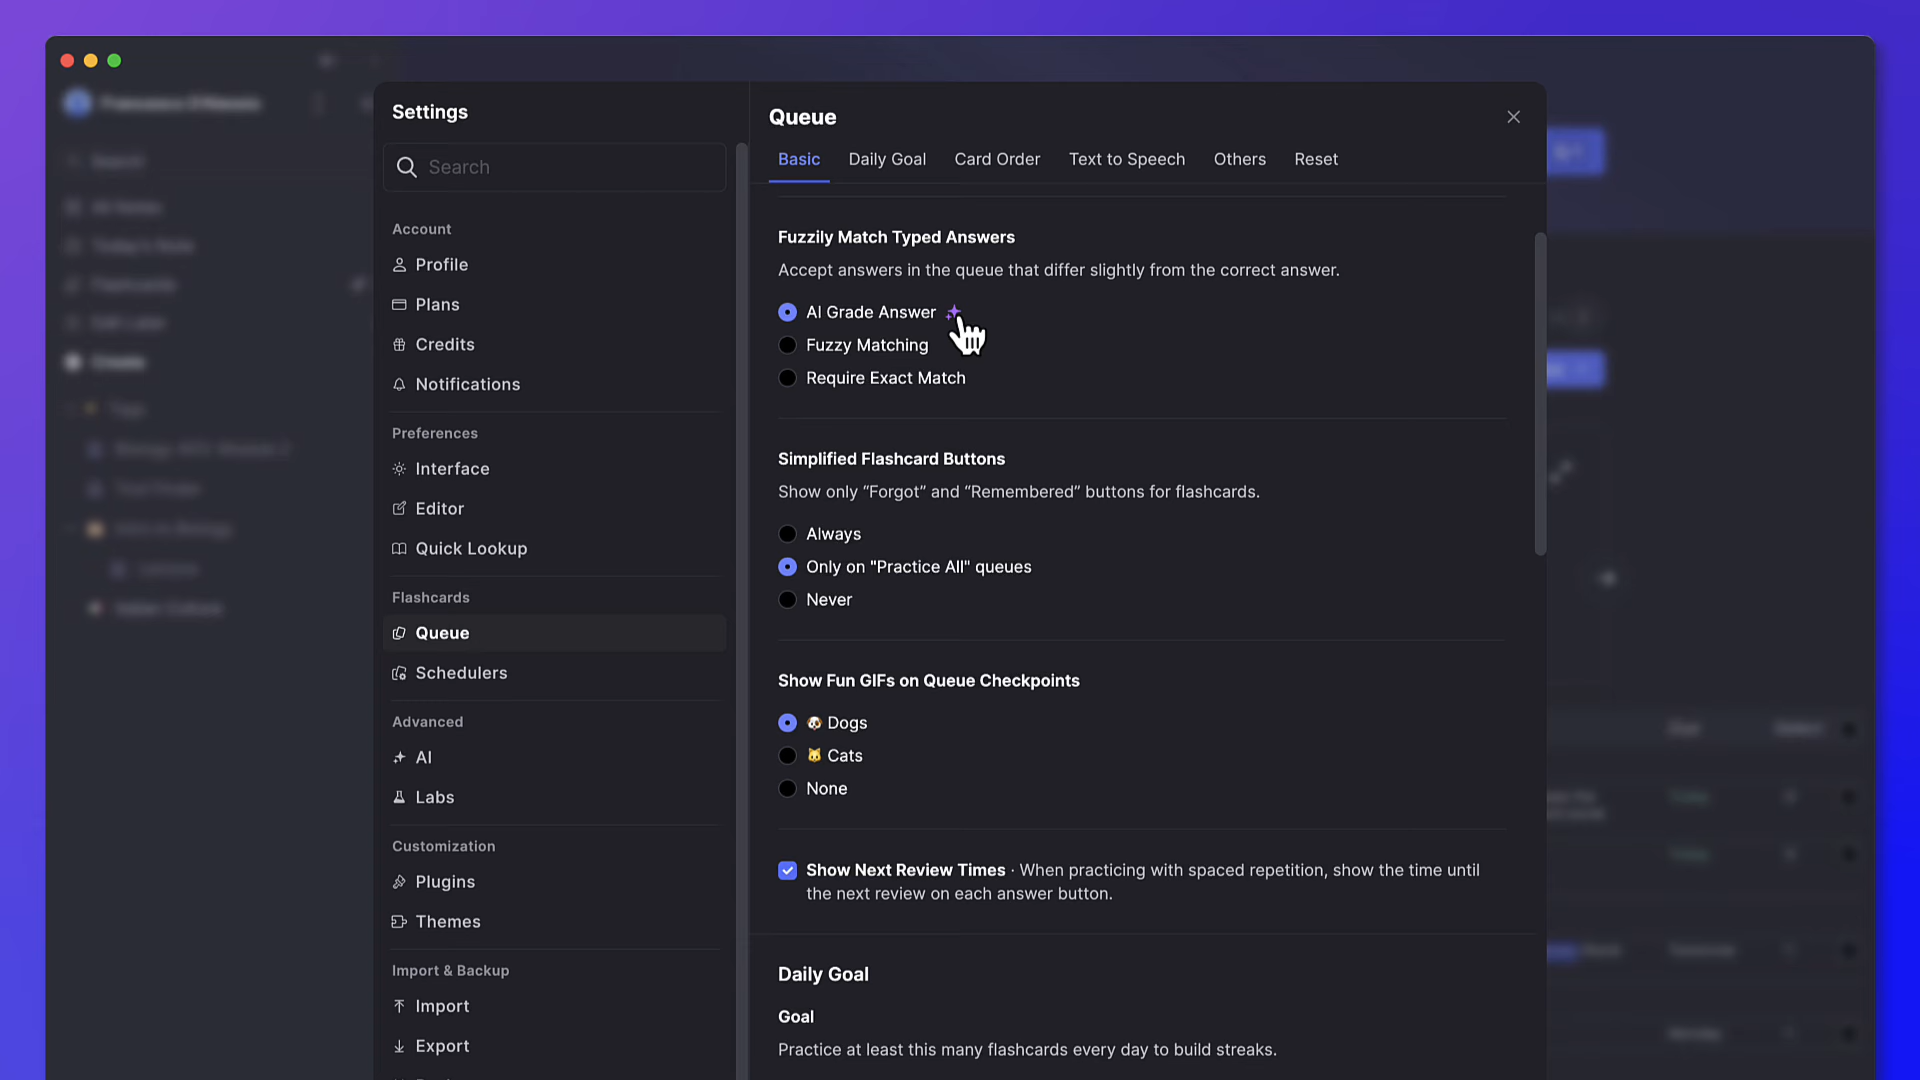 Settings
Search
Account
Profile
Plans
Credits
Notifications
Preferences
Interface
Editor
Quick Lookup
Flashcards
Queue
Schedulers
Advanced
AI
Labs
Customization
Plugins
Themes
Import & Backup
Import
Export
Queue
Basic Daily Goal Card Order Text to Speech Others Reset
Fuzzily Match Typed Answers
Accept answers in the queue that differ slightly from the correct answer.
AI Grade Answer
Fuzzy Matching
Require Exact Match
Simplified Flashcard Buttons
Show only “Forgot” and “Remembered” buttons for flashcards.
Always
Only on "Practice All" queues
Never
Show Fun GIFs on Queue Checkpoints
🐶 Dogs
🐱 Cats
None
Show Next Review Times · When practicing with spaced repetition, show the time until
the next review on each answer button.
Daily Goal
Goal
Practice at least this many flashcards every day to build streaks.